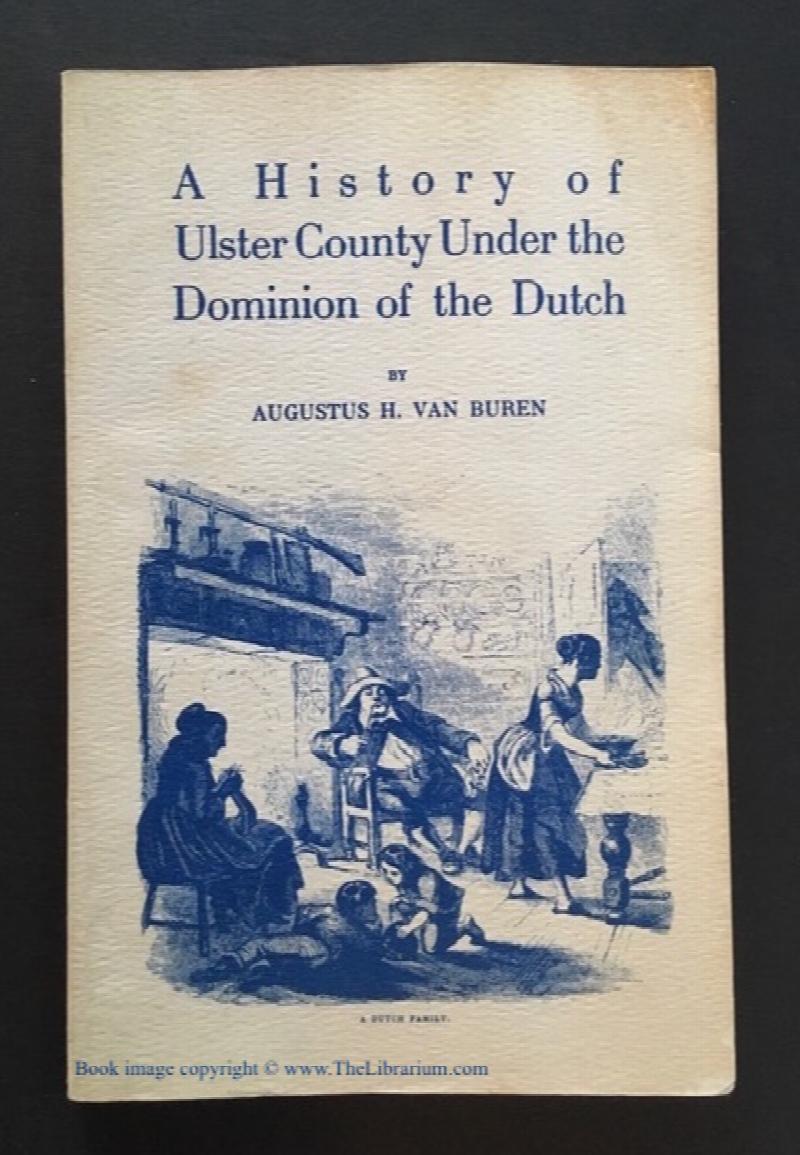 A History of
Ulster County Under the
Dominion of the Dutch
BY
AUGUSTUS H. VAN BUREN
A DUTCH FAMILY.
Book image copyright © www.TheLibrarium.com